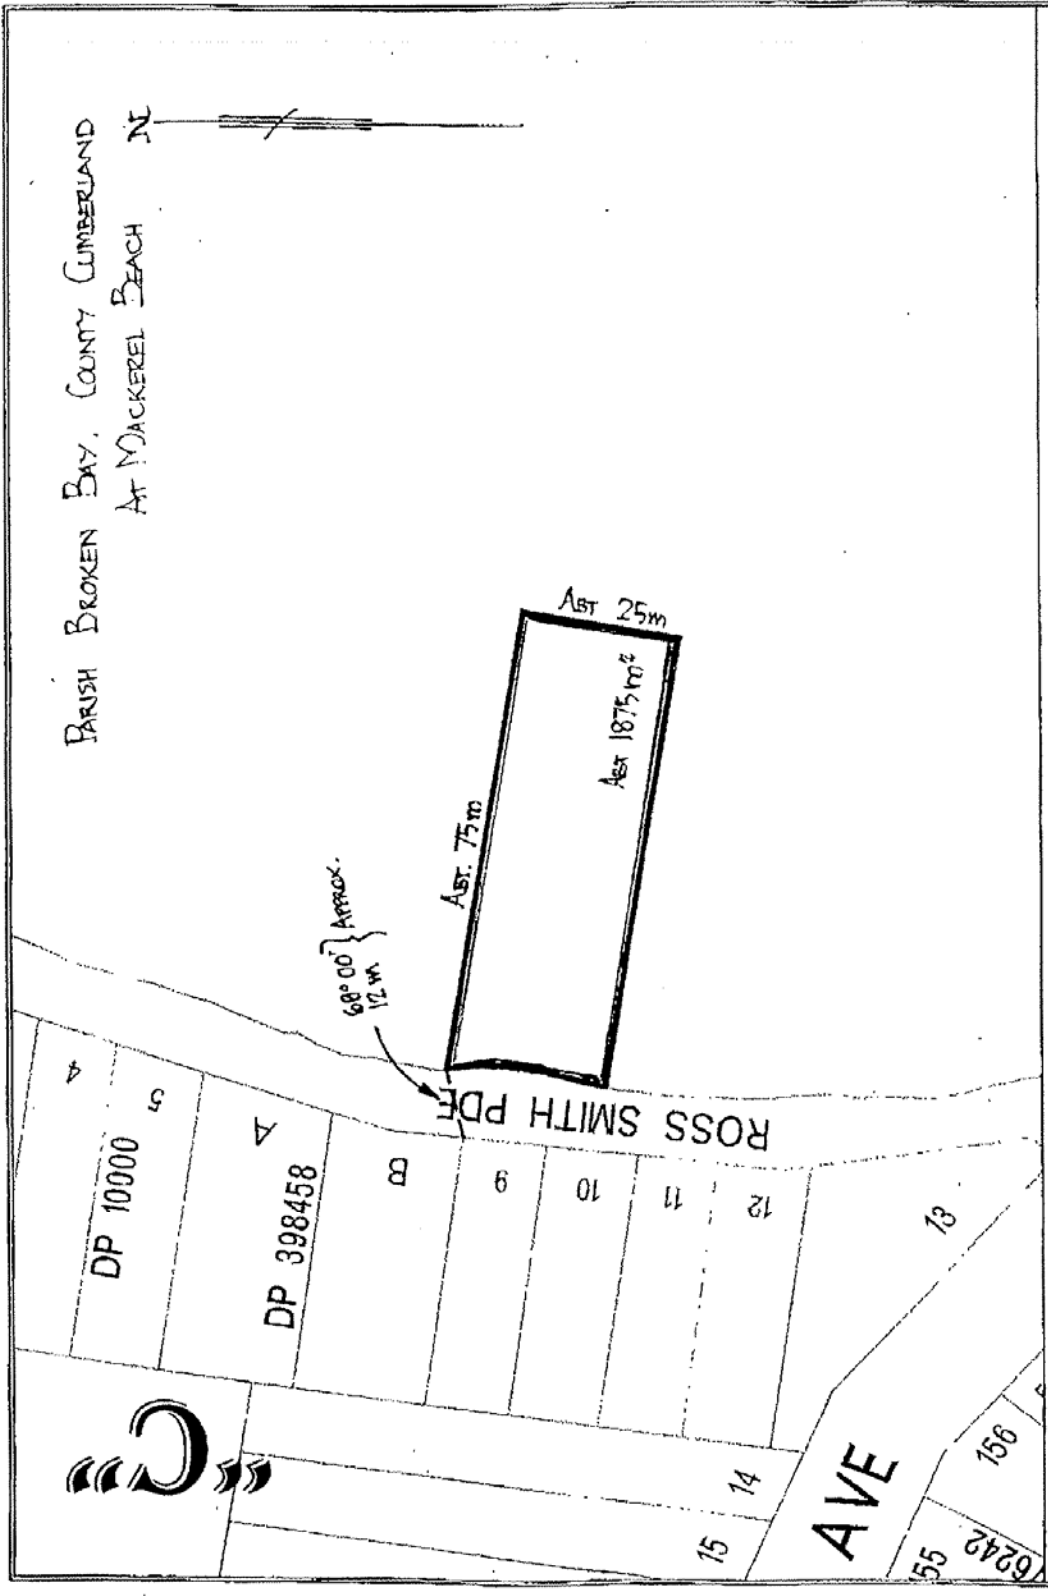 PARISH BROKEN BAY, COUNTY CUMBERLAND
AT MACKEREL BEACH
N
ABT 25m
ABT 1875m²
ABT. 75m
68°00' } APPROX.
12m
ROSS SMITH PDE
4
5
DP 10000
A
DP 398458
B
9
10
11
12
13
14
15
AVE
156
55
76242
"C"